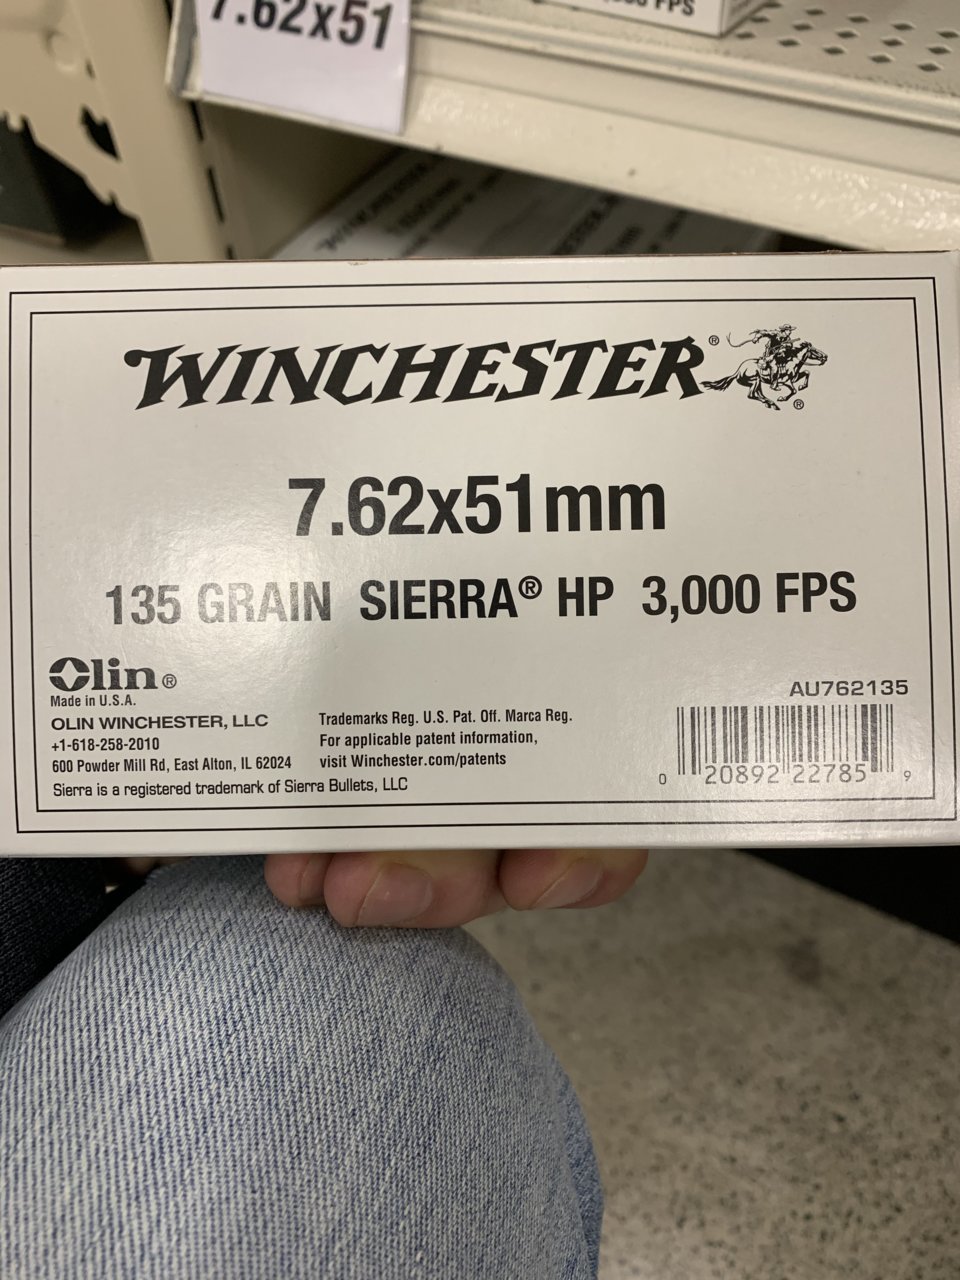 7.62x51
FPS
WINCHESTER®
®
7.62x51mm
135 GRAIN SIERRA® HP 3,000 FPS
Olin®
Made in U.S.A.
OLIN WINCHESTER, LLC
+1-618-258-2010
600 Powder Mill Rd, East Alton, IL 62024
Sierra is a registered trademark of Sierra Bullets, LLC
Trademarks Reg. U.S. Pat. Off. Marca Reg.
For applicable patent information,
visit Winchester.com/patents
AU762135
0 20892 22785 9